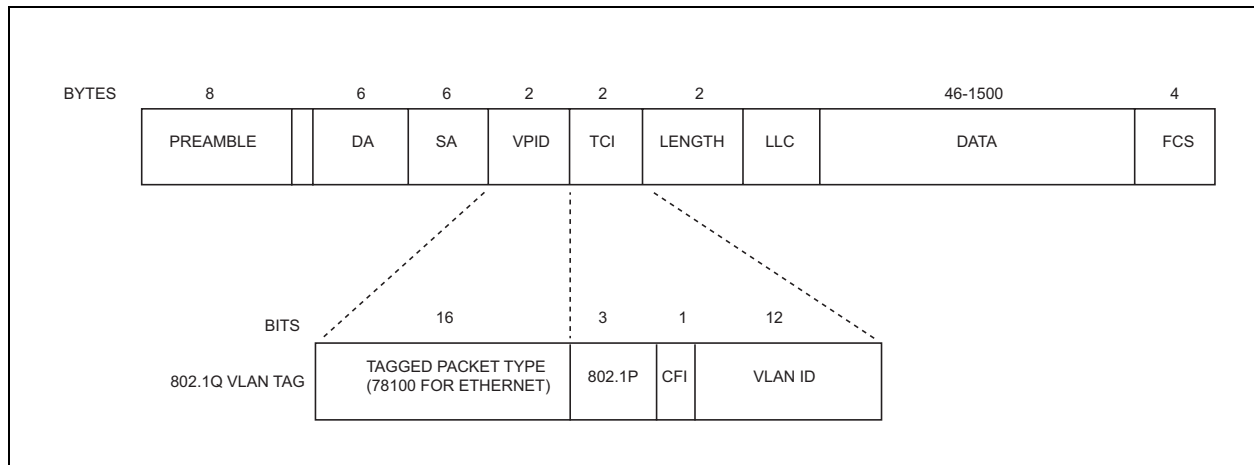 BYTES 8 6 6 2 2 2 46-1500 4
PREAMBLE DA SA VPID TCI LENGTH LLC DATA FCS
BITS 16 3 1 12
802.1Q VLAN TAG
TAGGED PACKET TYPE
(78100 FOR ETHERNET)
802.1P CFI VLAN ID